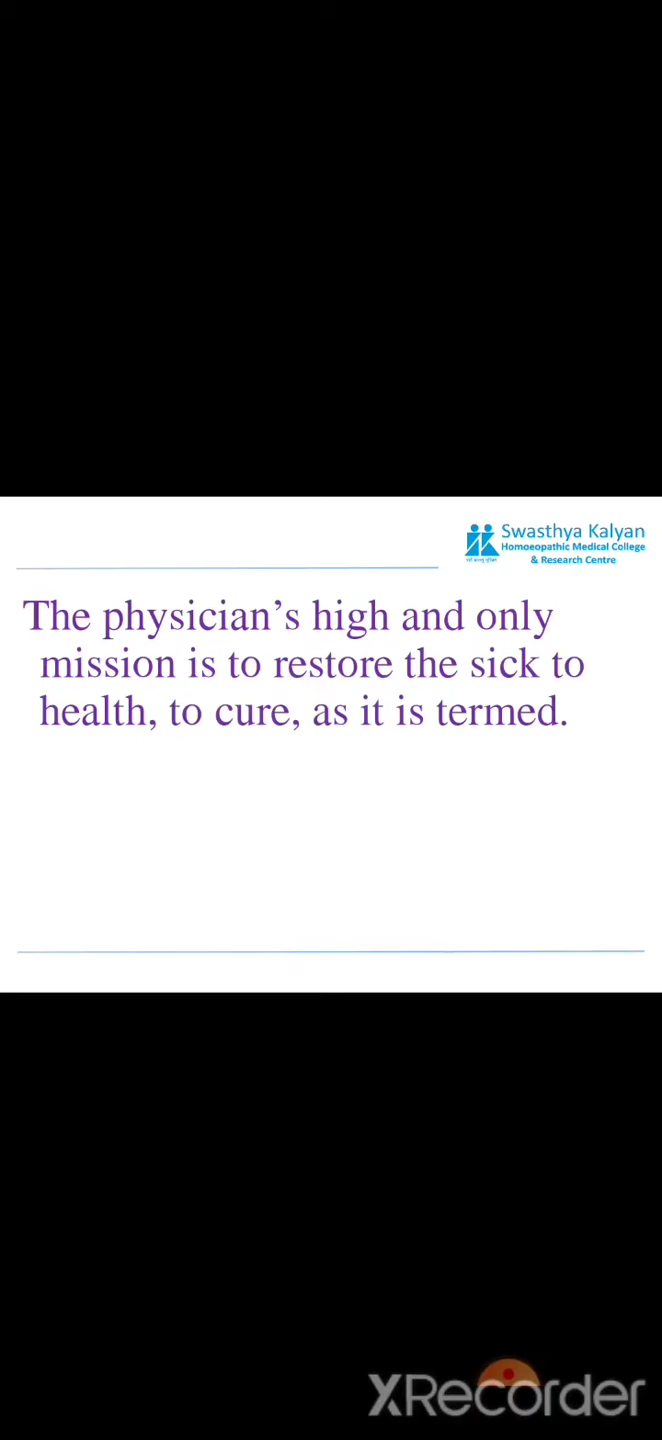 Swasthya Kalyan
Homoeopathic Medical College
& Research Centre
The physician’s high and only
mission is to restore the sick to
health, to cure, as it is termed.
XRecorder